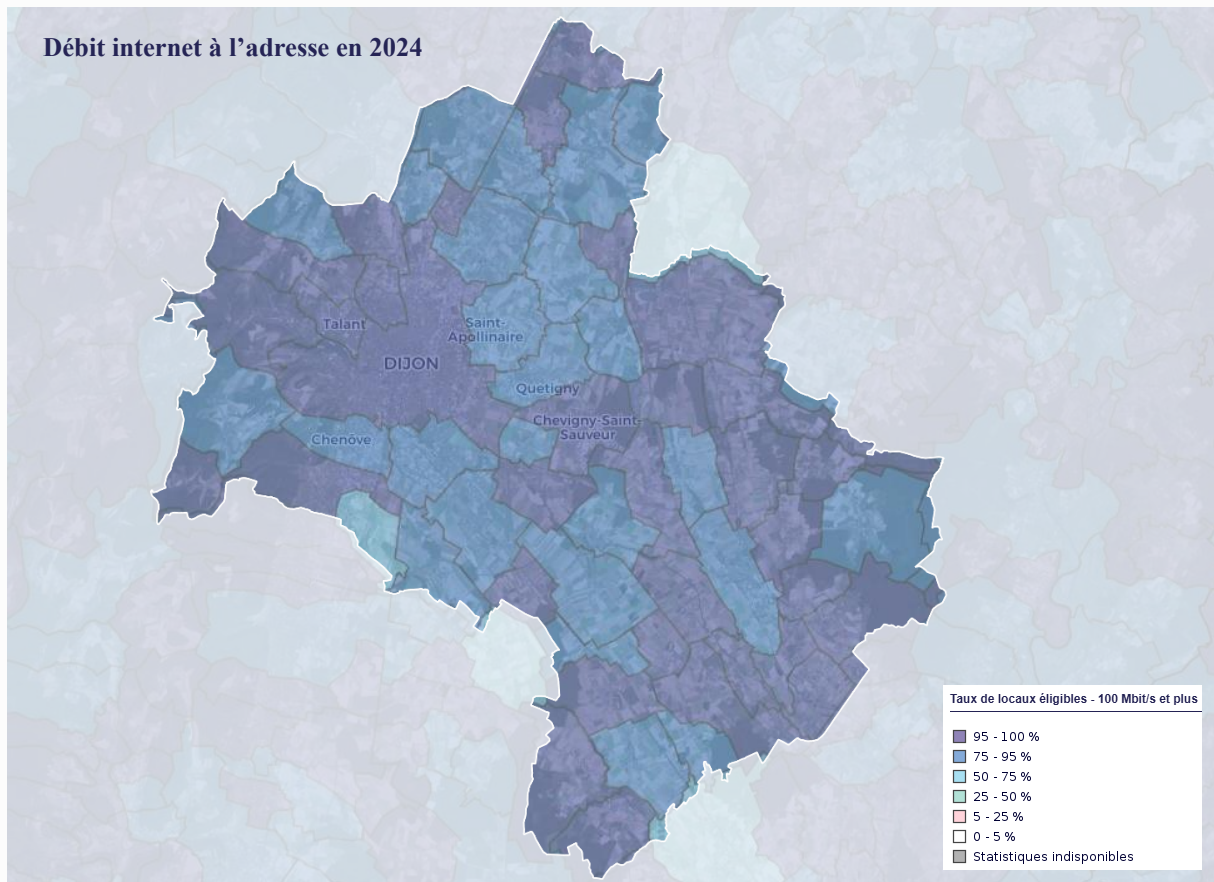 Débit internet à l’adresse en 2024
Talant
Saint-
Apollinaire
DIJON
Quetigny
Chevigny-Saint-
Sauveur
Chenôve
Taux de locaux éligibles - 100 Mbit/s et plus
95 - 100 %
75 - 95 %
50 - 75 %
25 - 50 %
5 - 25 %
0 - 5 %
Statistiques indisponibles